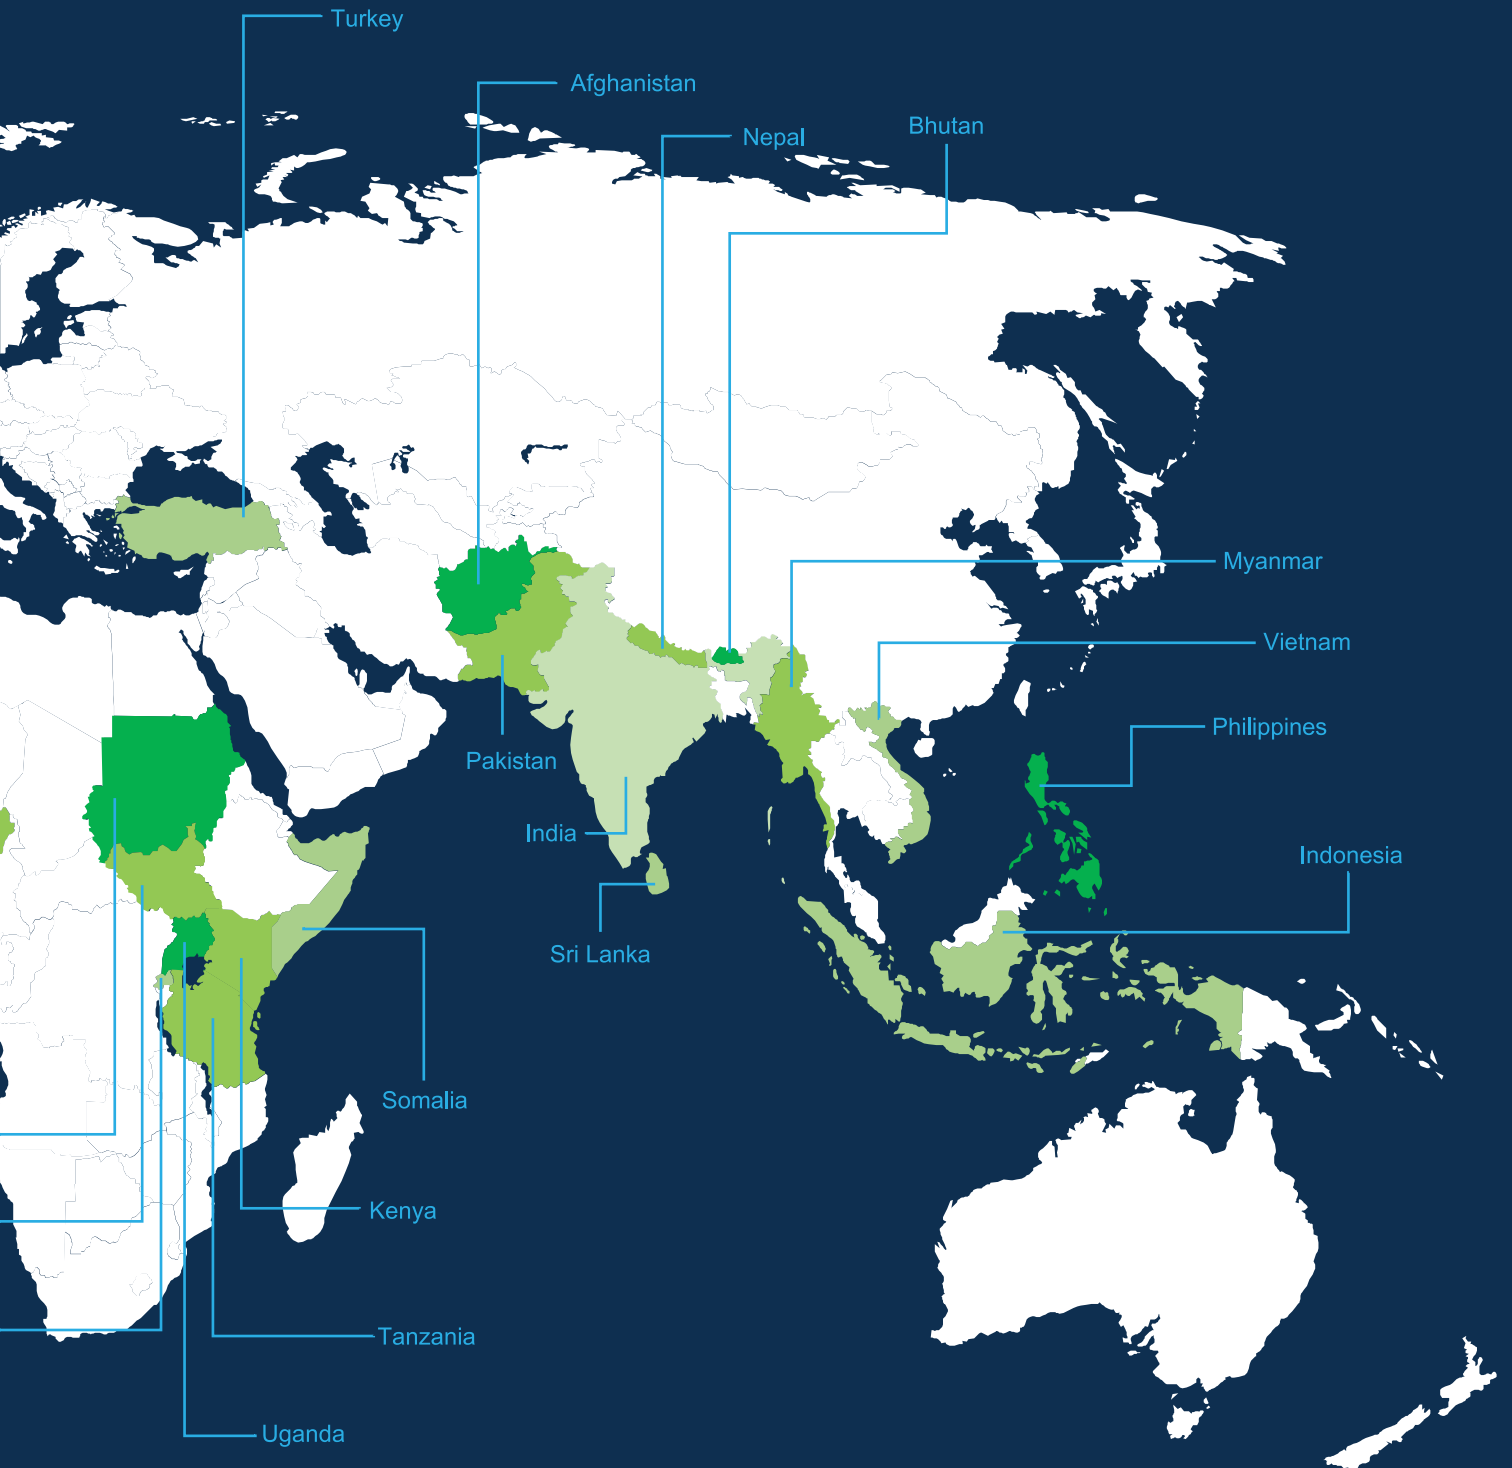 Turkey
Afghanistan
Bhutan
Nepal
Myanmar
Vietnam
Philippines
Pakistan
India
Indonesia
Sri Lanka
Somalia
Kenya
Tanzania
Uganda